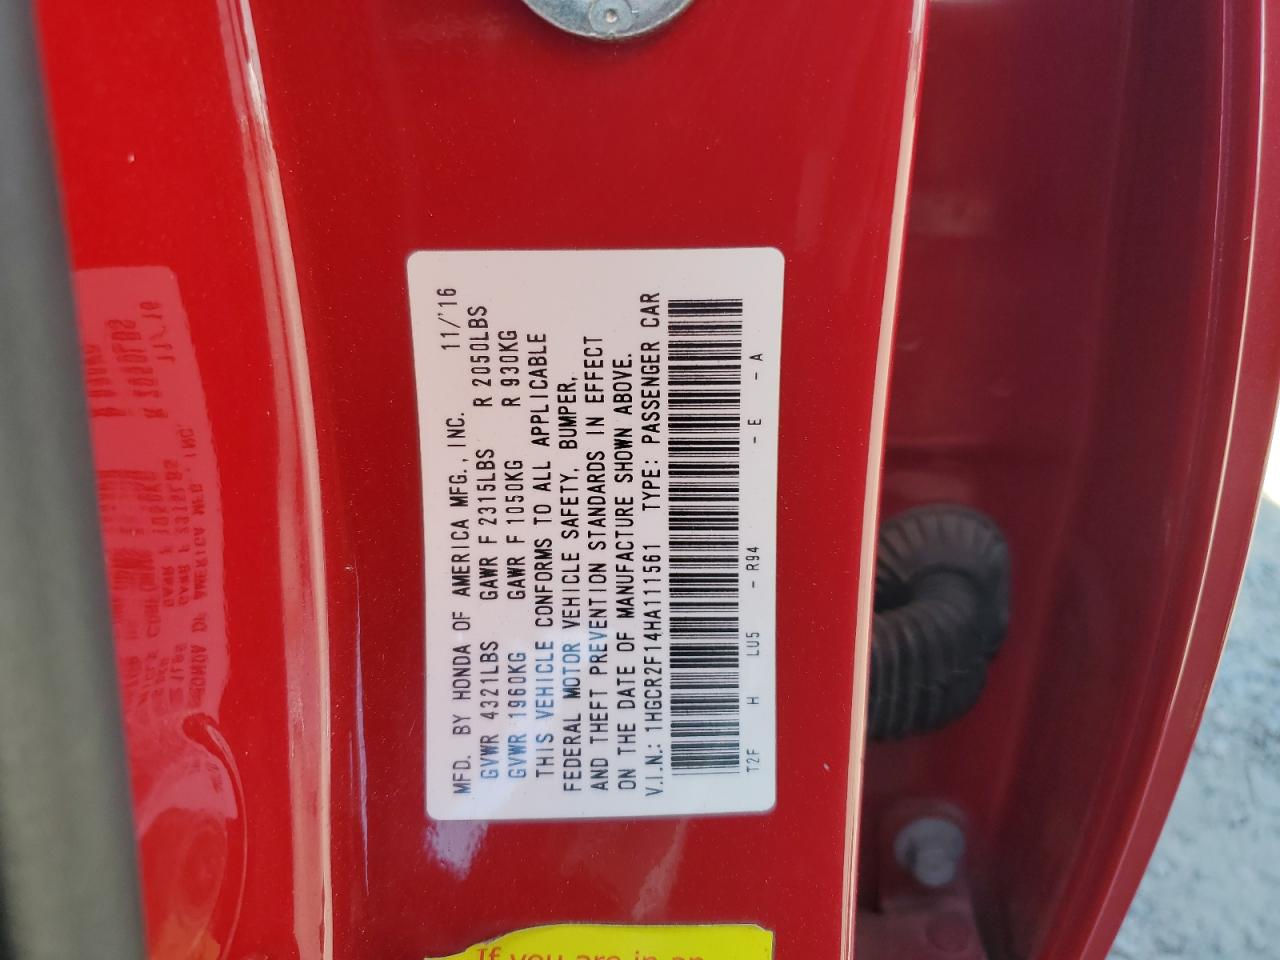 MFD. BY HONDA OF AMERICA MFG., INC. 11/'16
GVWR 4321LBS GAWR F 2315LBS R 2050LBS
GVWR 1960KG GAWR F 1050KG R 930KG
THIS VEHICLE CONFORMS TO ALL APPLICABLE
FEDERAL MOTOR VEHICLE SAFETY, BUMPER,
AND THEFT PREVENTION STANDARDS IN EFFECT
ON THE DATE OF MANUFACTURE SHOWN ABOVE.
V.I.N.: 1HGCR2F14HA111561 TYPE: PASSENGER CAR
T2F H LU5 - R94 - E - A
If you are in an